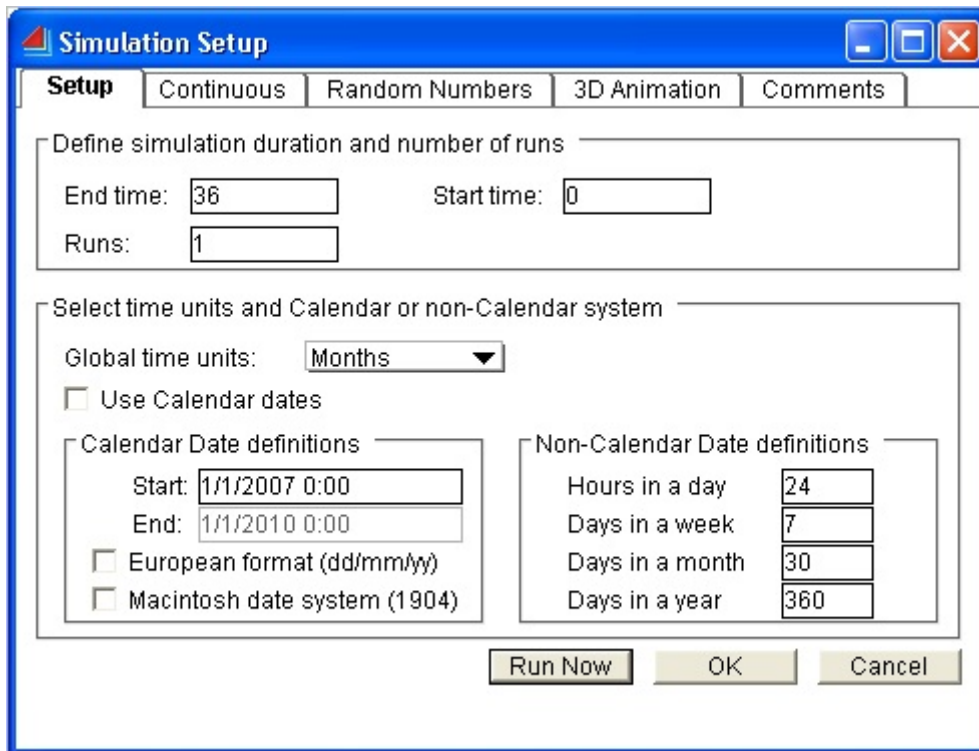 Simulation Setup
Setup Continuous Random Numbers 3D Animation Comments
Define simulation duration and number of runs
End time: 36 Start time: 0
Runs: 1
Select time units and Calendar or non-Calendar system
Global time units: Months
Use Calendar dates
Calendar Date definitions
Start: 1/1/2007 0:00
End: 1/1/2010 0:00
European format (dd/mm/yy)
Macintosh date system (1904)
Non-Calendar Date definitions
Hours in a day 24
Days in a week 7
Days in a month 30
Days in a year 360
Run Now OK Cancel